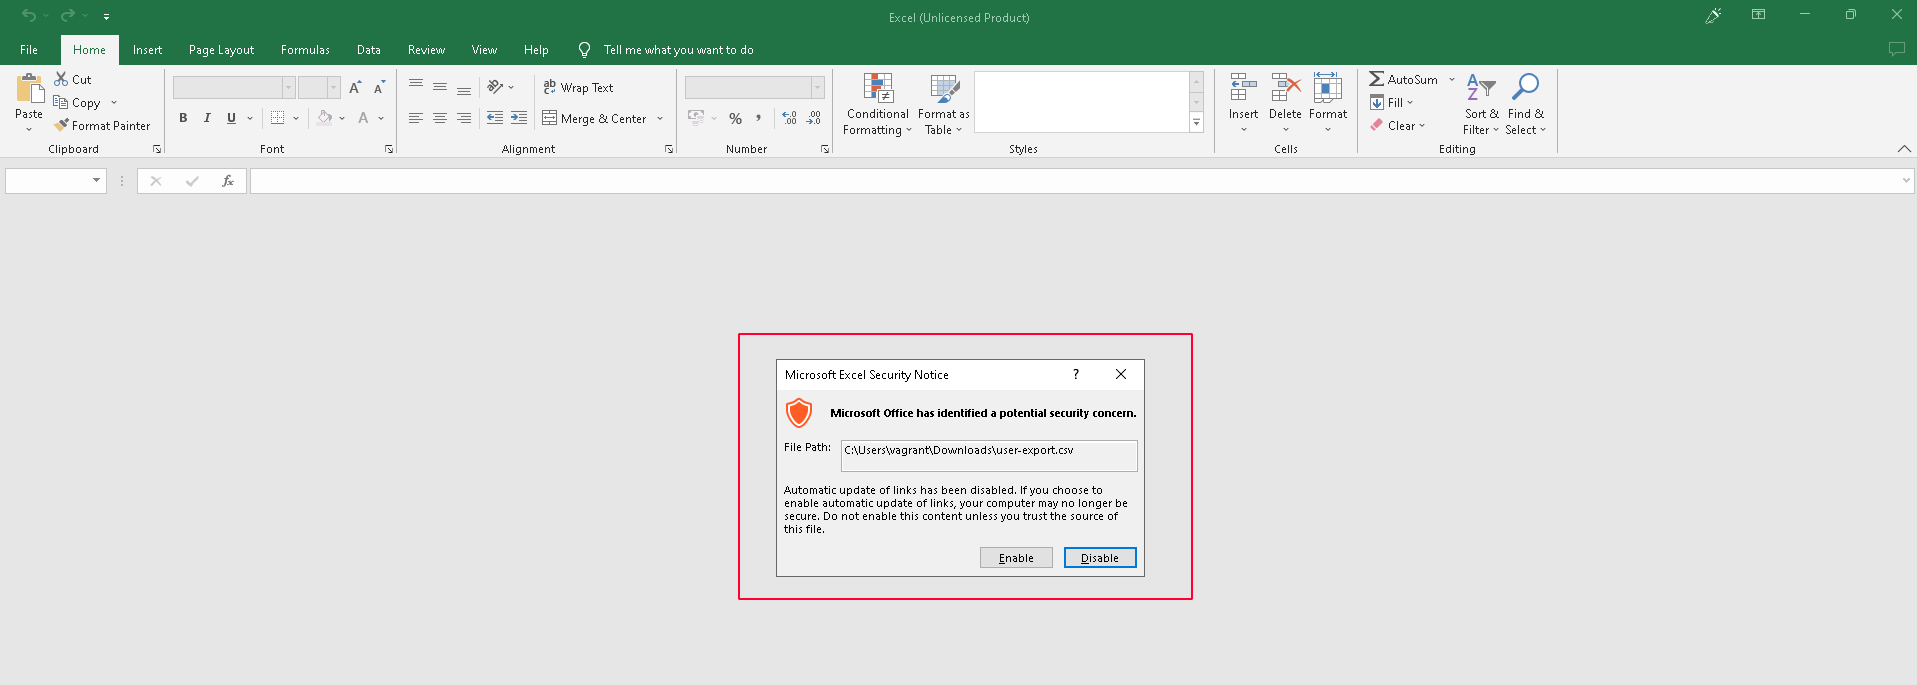 Excel (Unlicensed Product)
File Home Insert Page Layout Formulas Data Review View Help Tell me what you want to do
Paste
Cut
Copy
Format Painter
Clipboard
A A
B I U A
Font
ab Wrap Text
Merge & Center
Alignment
% , .00 .00
Number
Conditional Formatting
Format as Table
Styles
Insert
Delete
Format
Cells
AutoSum
Fill
Clear
Sort & Filter
Find & Select
Editing
fx
Microsoft Excel Security Notice ?
Microsoft Office has identified a potential security concern.
File Path: C:\Users\vagrant\Downloads\user-export.csv
Automatic update of links has been disabled. If you choose to
enable automatic update of links, your computer may no longer be
secure. Do not enable this content unless you trust the source of
this file.
Enable Disable